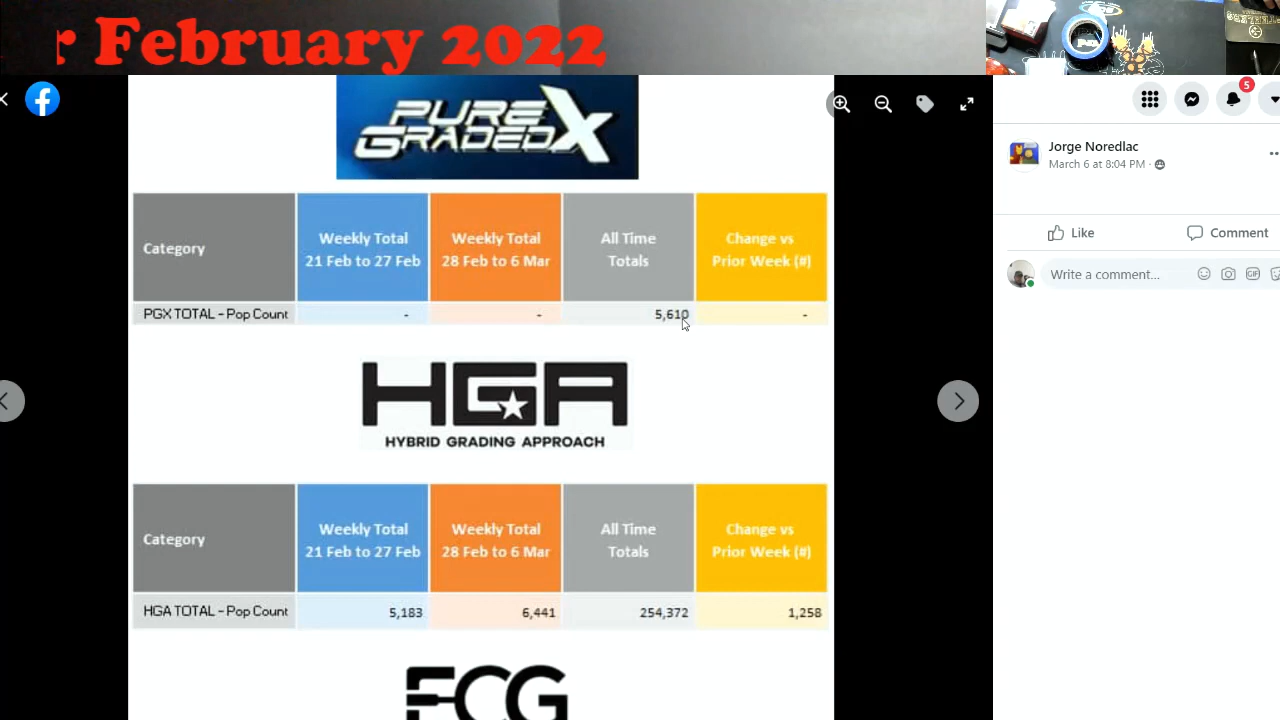 r February 2022
PURE
GRADED X
Category
Weekly Total
21 Feb to 27 Feb
Weekly Total
28 Feb to 6 Mar
All Time
Totals
Change vs
Prior Week (#)
PGX TOTAL - Pop Count - - 5,610 -
HGA
HYBRID GRADING APPROACH
Category
Weekly Total
21 Feb to 27 Feb
Weekly Total
28 Feb to 6 Mar
All Time
Totals
Change vs
Prior Week (#)
HGA TOTAL - Pop Count 5,183 6,441 254,372 1,258
5
Jorge Noredlac
March 6 at 8:04 PM ·
Like
Comment
Write a comment...
GIF